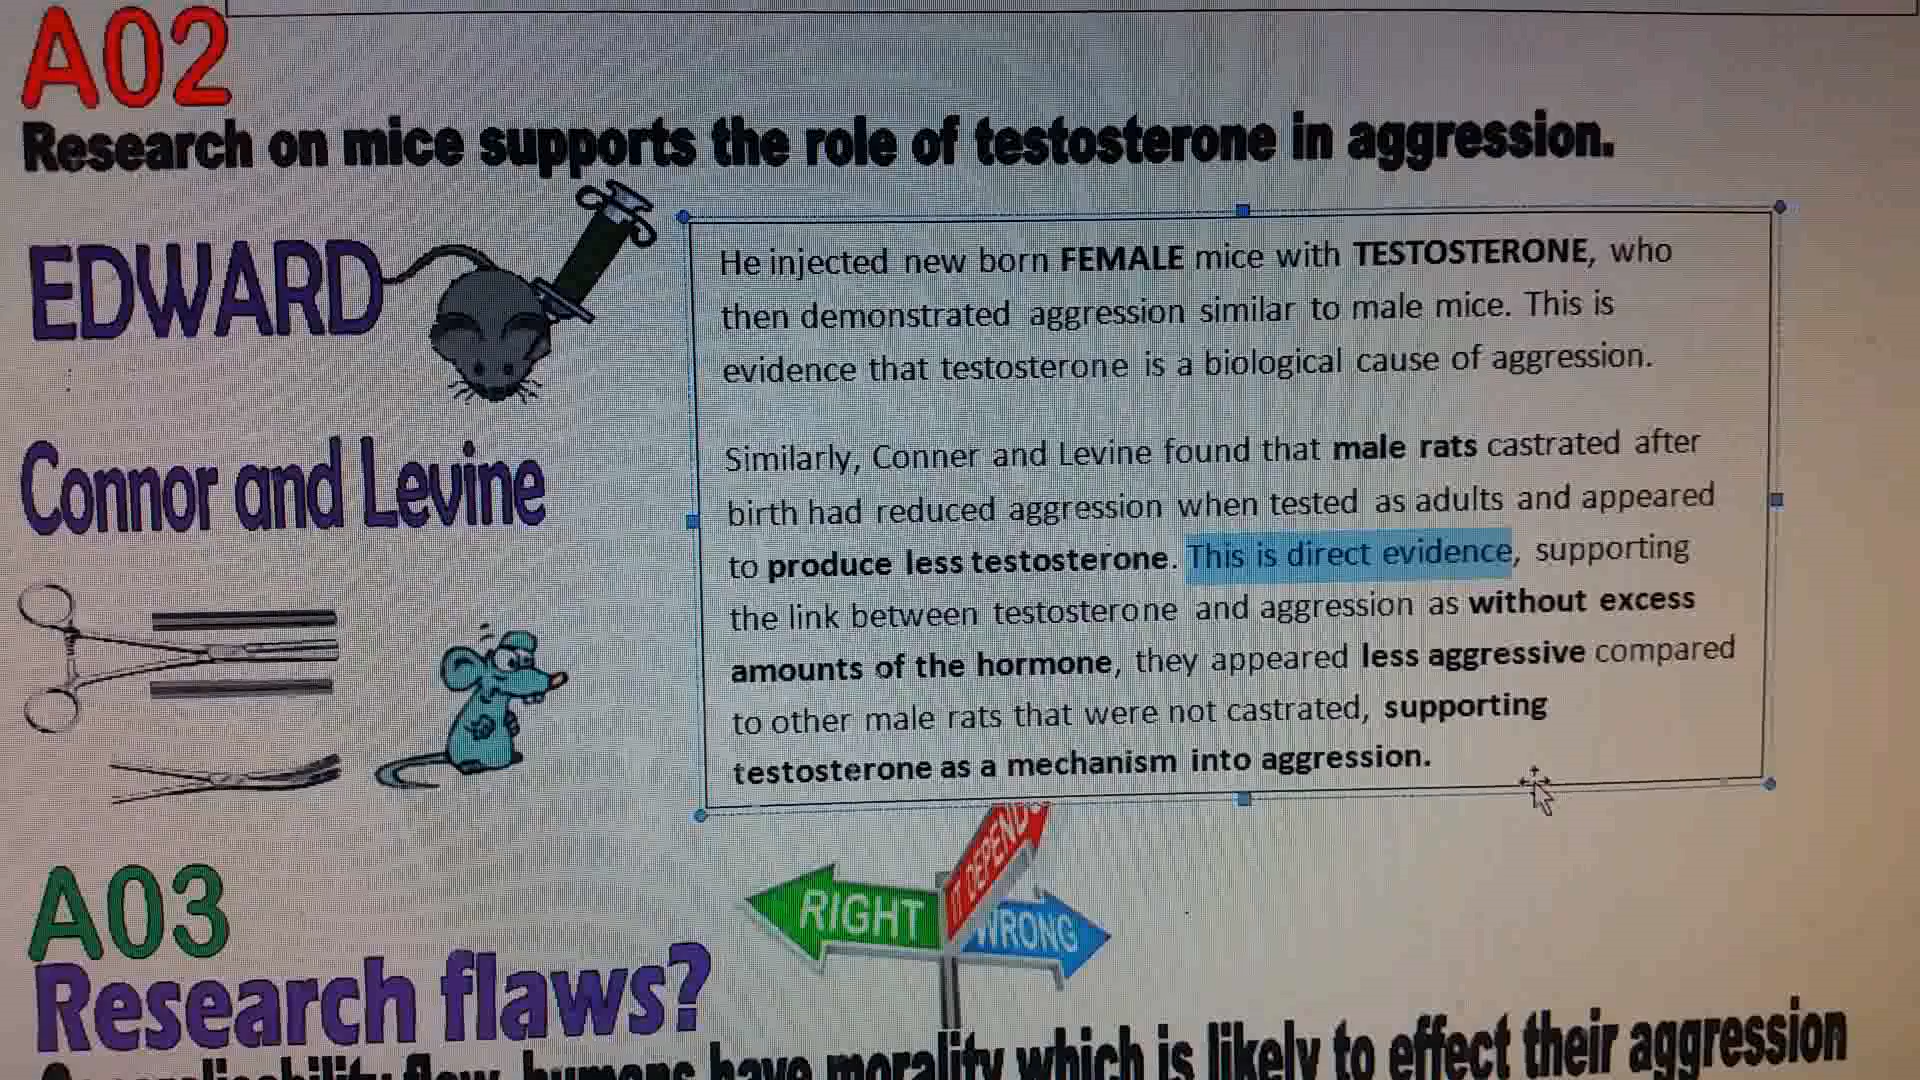 A02
Research on mice supports the role of testosterone in aggression.
EDWARD
He injected new born FEMALE mice with TESTOSTERONE, who
then demonstrated aggression similar to male mice. This is
evidence that testosterone is a biological cause of aggression.
Connor and Levine
Similarly, Conner and Levine found that male rats castrated after
birth had reduced aggression when tested as adults and appeared
to produce less testosterone. This is direct evidence, supporting
the link between testosterone and aggression as without excess
amounts of the hormone, they appeared less aggressive compared
to other male rats that were not castrated, supporting
testosterone as a mechanism into aggression.
IT DEPENDS
RIGHT
WRONG
A03
Research flaws?
humans have morality which is likely to effect their aggression